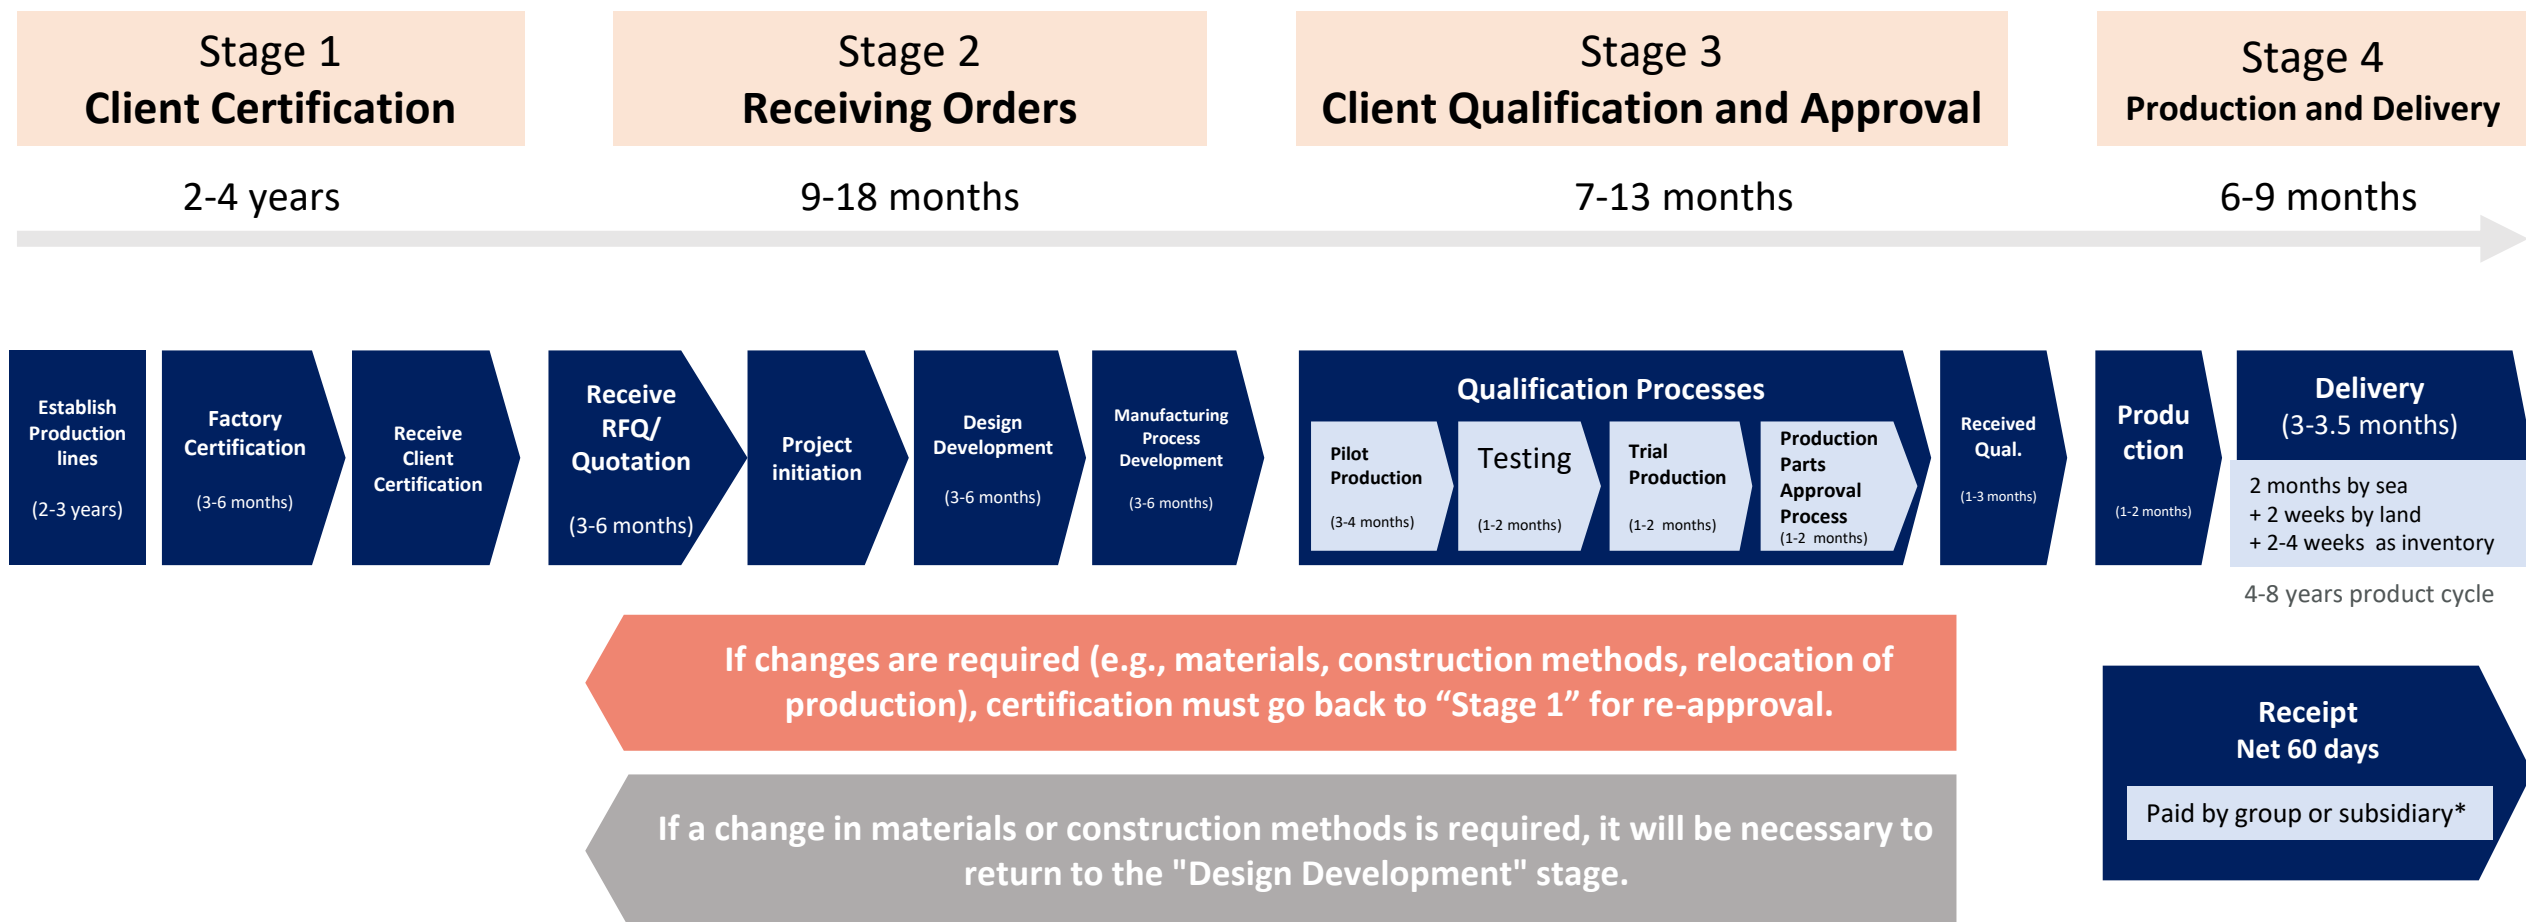 Stage 1
Client Certification
Stage 2
Receiving Orders
Stage 3
Client Qualification and Approval
Stage 4
Production and Delivery
2-4 years
9-18 months
7-13 months
6-9 months
Establish
Production
lines
(2-3 years)
Factory
Certification
(3-6 months)
Receive
Client
Certification
Receive
RFQ/
Quotation
(3-6 months)
Project
initiation
Design
Development
(3-6 months)
Manufacturing
Process
Development
(3-6 months)
Qualification Processes
Pilot
Production
(3-4 months)
Testing
(1-2 months)
Trial
Production
(1-2 months)
Production
Parts
Approval
Process
(1-2 months)
Received
Qual.
(1-3 months)
Produ
ction
(1-2 months)
Delivery
(3-3.5 months)
2 months by sea
+ 2 weeks by land
+ 2-4 weeks as inventory
4-8 years product cycle
If changes are required (e.g., materials, construction methods, relocation of
production), certification must go back to “Stage 1” for re-approval.
If a change in materials or construction methods is required, it will be necessary to
return to the "Design Development" stage.
Receipt
Net 60 days
Paid by group or subsidiary*